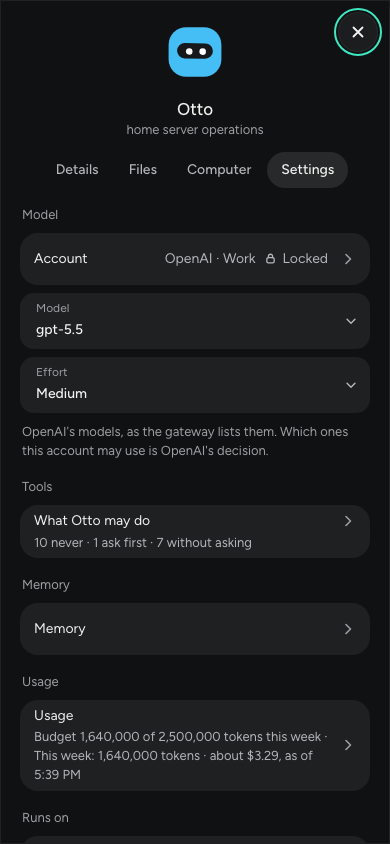 Otto
home server operations
Details Files Computer Settings
Model
Account OpenAI · Work Locked
Model
gpt-5.5
Effort
Medium
OpenAI's models, as the gateway lists them. Which ones
this account may use is OpenAI's decision.
Tools
What Otto may do
10 never · 1 ask first · 7 without asking
Memory
Memory
Usage
Usage
Budget 1,640,000 of 2,500,000 tokens this week ·
This week: 1,640,000 tokens · about $3.29, as of
5:39 PM
Runs on